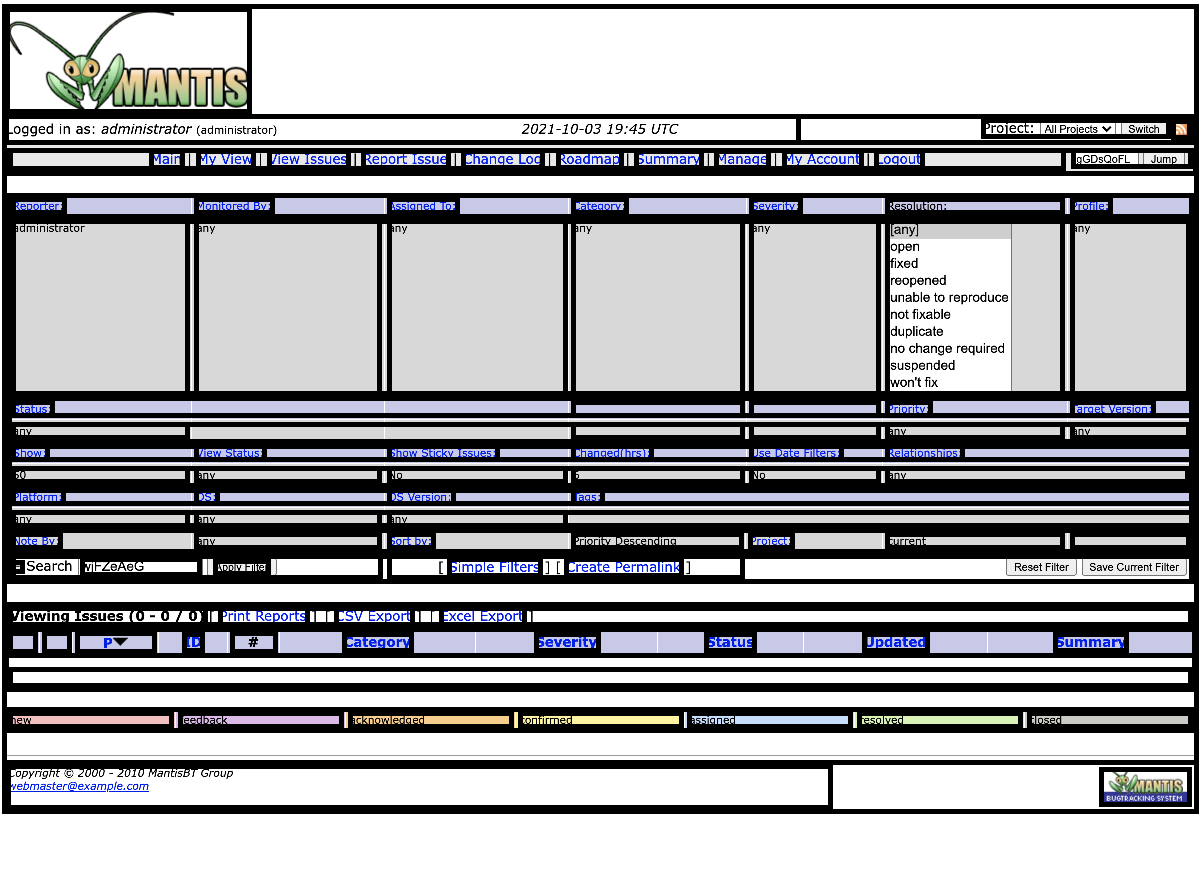 MANTIS
Logged in as: administrator (administrator) 2021-10-03 19:45 UTC Project: All Projects Switch
Main | My View | View Issues | Report Issue | Change Log | Roadmap | Summary | Manage | My Account | Logout gGDsQoFL Jump
Reporter: Monitored By: Assigned To: Category: Severity: Resolution: Profile:
administrator any any any any [any] any
open
fixed
reopened
unable to reproduce
not fixable
duplicate
no change required
suspended
won't fix
Status: Priority: Target Version:
any any any
Show: View Status: Show Sticky Issues: Changed(hrs): Use Date Filters: Relationships:
50 any No 6 No any
Platform: OS: OS Version: Tags:
any any any
Note By: any Sort by: Priority Descending Project: current
Search wjFZeAeG Apply Filter [ Simple Filters ] [ Create Permalink ] Reset Filter Save Current Filter
Viewing Issues (0 - 0 / 0) [ Print Reports ] [ CSV Export ] [ Excel Export ]
P ID # Category Severity Status Updated Summary
new feedback acknowledged confirmed assigned resolved closed
Copyright © 2000 - 2010 MantisBT Group
webmaster@example.com
MANTIS
BUGTRACKING SYSTEM